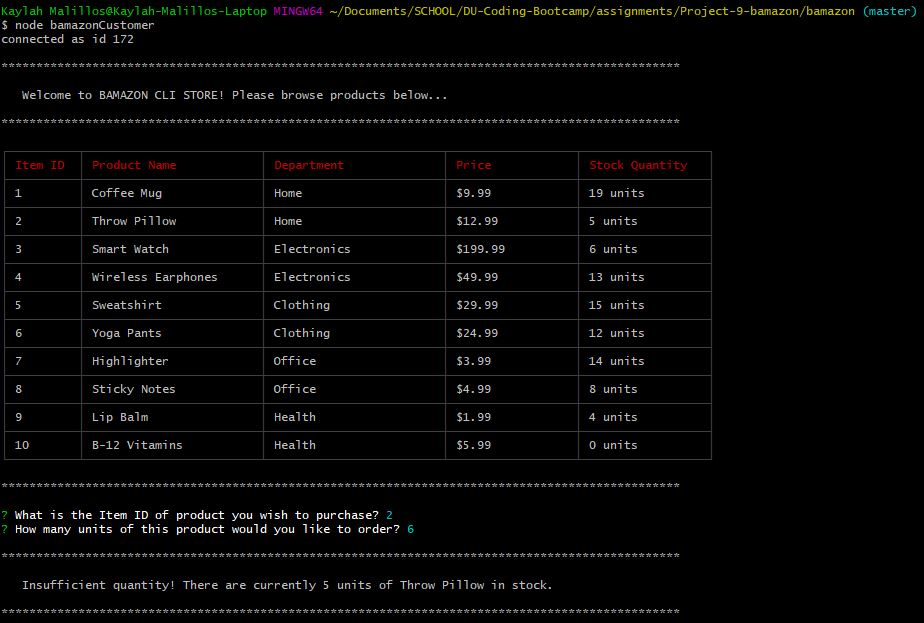 Kaylah Malillos@Kaylah-Malillos-Laptop MINGW64 ~/Documents/SCHOOL/DU-Coding-Bootcamp/assignments/Project-9-bamazon/bamazon (master)
$ node bamazonCustomer
connected as id 172
*************************************************************************************************
Welcome to BAMAZON CLI STORE! Please browse products below...
*************************************************************************************************
Item ID Product Name Department Price Stock Quantity
1 Coffee Mug Home $9.99 19 units
2 Throw Pillow Home $12.99 5 units
3 Smart Watch Electronics $199.99 6 units
4 Wireless Earphones Electronics $49.99 13 units
5 Sweatshirt Clothing $29.99 15 units
6 Yoga Pants Clothing $24.99 12 units
7 Highlighter Office $3.99 14 units
8 Sticky Notes Office $4.99 8 units
9 Lip Balm Health $1.99 4 units
10 B-12 Vitamins Health $5.99 0 units
*************************************************************************************************
? What is the Item ID of product you wish to purchase? 2
? How many units of this product would you like to order? 6
*************************************************************************************************
Insufficient quantity! There are currently 5 units of Throw Pillow in stock.
*************************************************************************************************